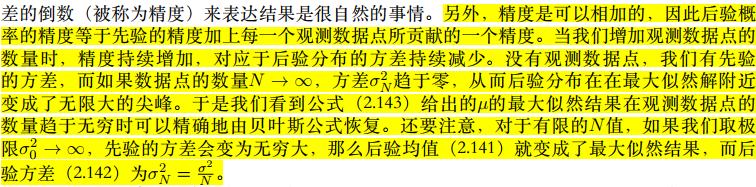 差的倒数（被称为精度）来表达结果是很自然的事情。另外，精度是可以相加的，因此后验概
率的精度等于先验的精度加上每一个观测数据点所贡献的一个精度。当我们增加观测数据点的
数量时，精度持续增加，对应于后验分布的方差持续减少。没有观测数据点，我们有先验
的方差，而如果数据点的数量N → ∞，方差σ_N^2趋于零，从而后验分布在在最大似然解附近
变成了无限大的尖峰。于是我们看到公式（2.143）给出的μ的最大似然结果在观测数据点的
数量趋于无穷时可以精确地由贝叶斯公式恢复。还要注意，对于有限的N值，如果我们取极
限σ_0^2 → ∞，先验的方差会变为无穷大，那么后验均值（2.141）就变成了最大似然结果，而后
验方差（2.142）为σ_N^2 = σ^2/N。